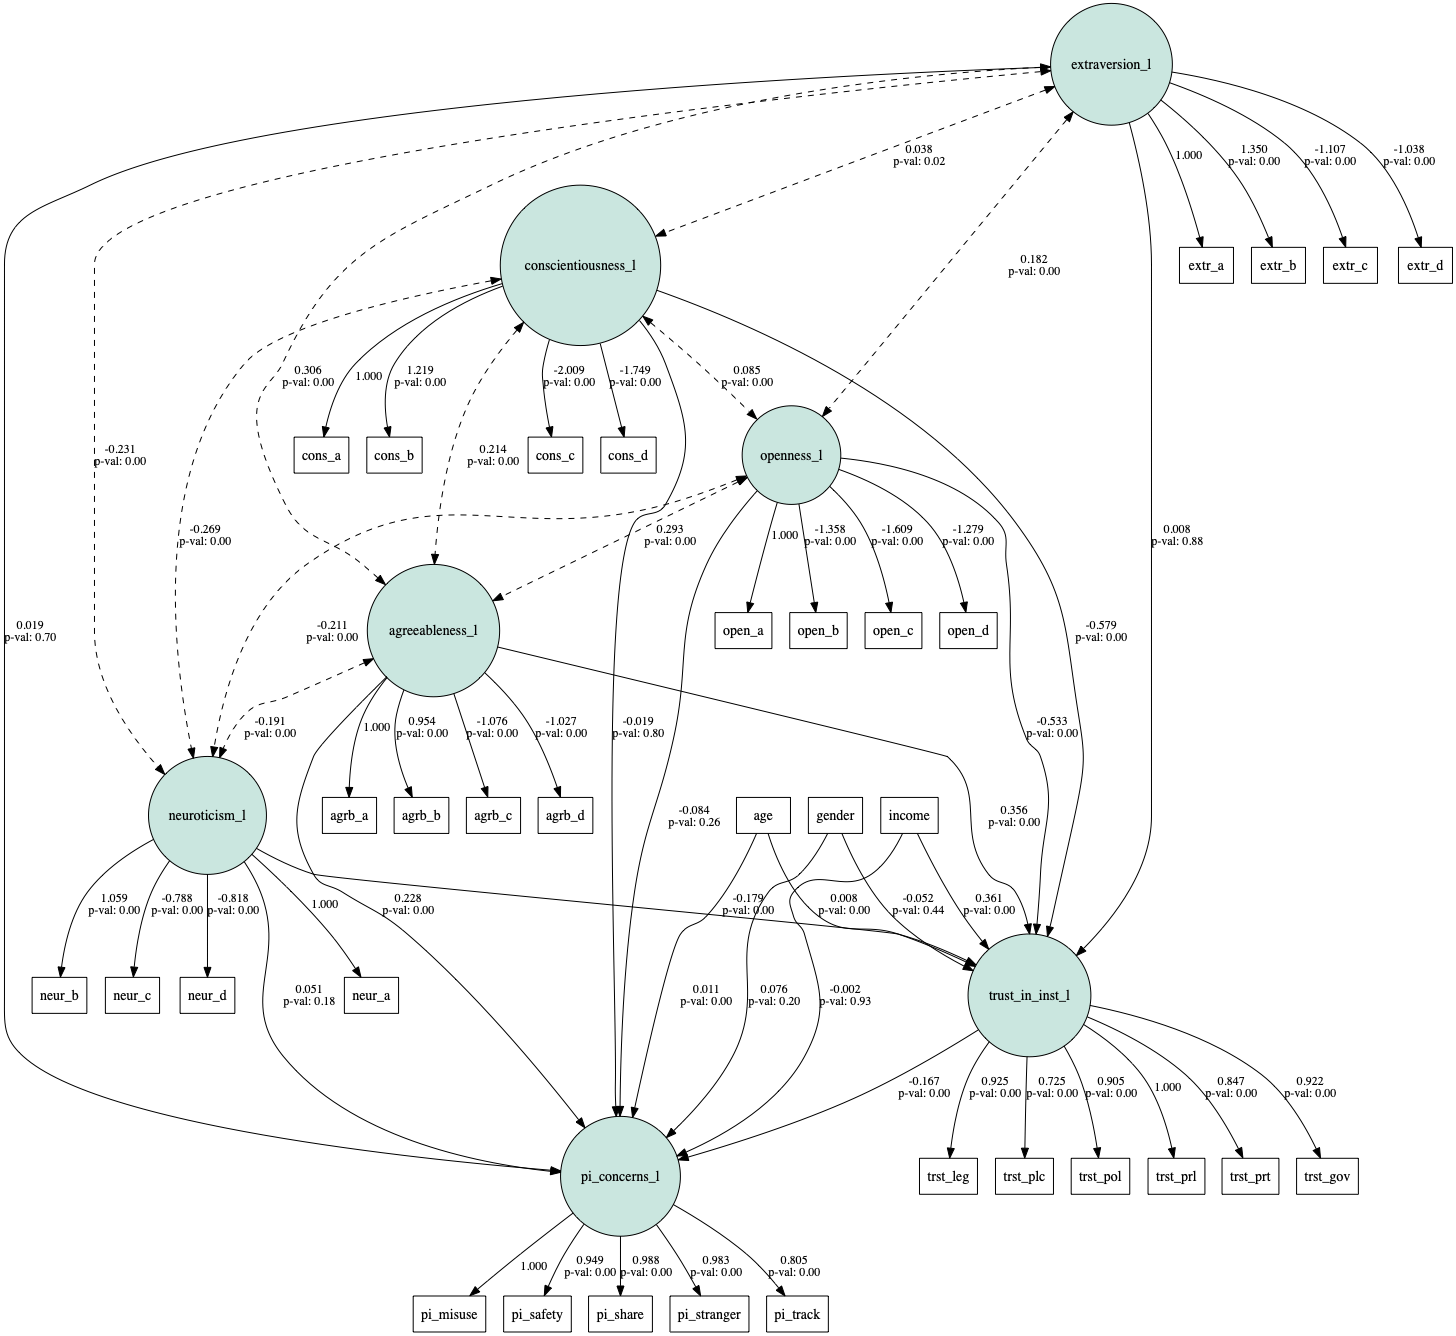 extraversion_l
0.038
p-val: 0.02
1.000
1.350
p-val: 0.00
-1.107
p-val: 0.00
-1.038
p-val: 0.00
conscientiousness_l
0.182
p-val: 0.00
extr_a
extr_b
extr_c
extr_d
0.306
p-val: 0.00
1.000
1.219
p-val: 0.00
-2.009
p-val: 0.00
-1.749
p-val: 0.00
0.085
p-val: 0.00
-0.231
p-val: 0.00
cons_a
cons_b
0.214
p-val: 0.00
cons_c
cons_d
openness_l
-0.269
p-val: 0.00
0.293
p-val: 0.00
1.000
-1.358
p-val: 0.00
-1.609
p-val: 0.00
-1.279
p-val: 0.00
0.008
p-val: 0.88
0.019
p-val: 0.70
-0.211
p-val: 0.00
agreeableness_l
open_a
open_b
open_c
open_d
-0.579
p-val: 0.00
-0.191
p-val: 0.00
1.000
0.954
p-val: 0.00
-1.076
p-val: 0.00
-1.027
p-val: 0.00
-0.019
p-val: 0.80
-0.533
p-val: 0.00
neuroticism_l
agrb_a
agrb_b
agrb_c
agrb_d
-0.084
p-val: 0.26
age
gender
income
0.356
p-val: 0.00
1.059
p-val: 0.00
-0.788
p-val: 0.00
-0.818
p-val: 0.00
1.000
0.228
p-val: 0.00
-0.179
p-val: 0.00
0.008
p-val: 0.00
-0.052
p-val: 0.44
0.361
p-val: 0.00
neur_b
neur_c
neur_d
0.051
p-val: 0.18
neur_a
0.011
p-val: 0.00
0.076
p-val: 0.20
-0.002
p-val: 0.93
trust_in_inst_l
-0.167
p-val: 0.00
0.925
p-val: 0.00
0.725
p-val: 0.00
0.905
p-val: 0.00
1.000
0.847
p-val: 0.00
0.922
p-val: 0.00
pi_concerns_l
trst_leg
trst_plc
trst_pol
trst_prl
trst_prt
trst_gov
1.000
0.949
p-val: 0.00
0.988
p-val: 0.00
0.983
p-val: 0.00
0.805
p-val: 0.00
pi_misuse
pi_safety
pi_share
pi_stranger
pi_track